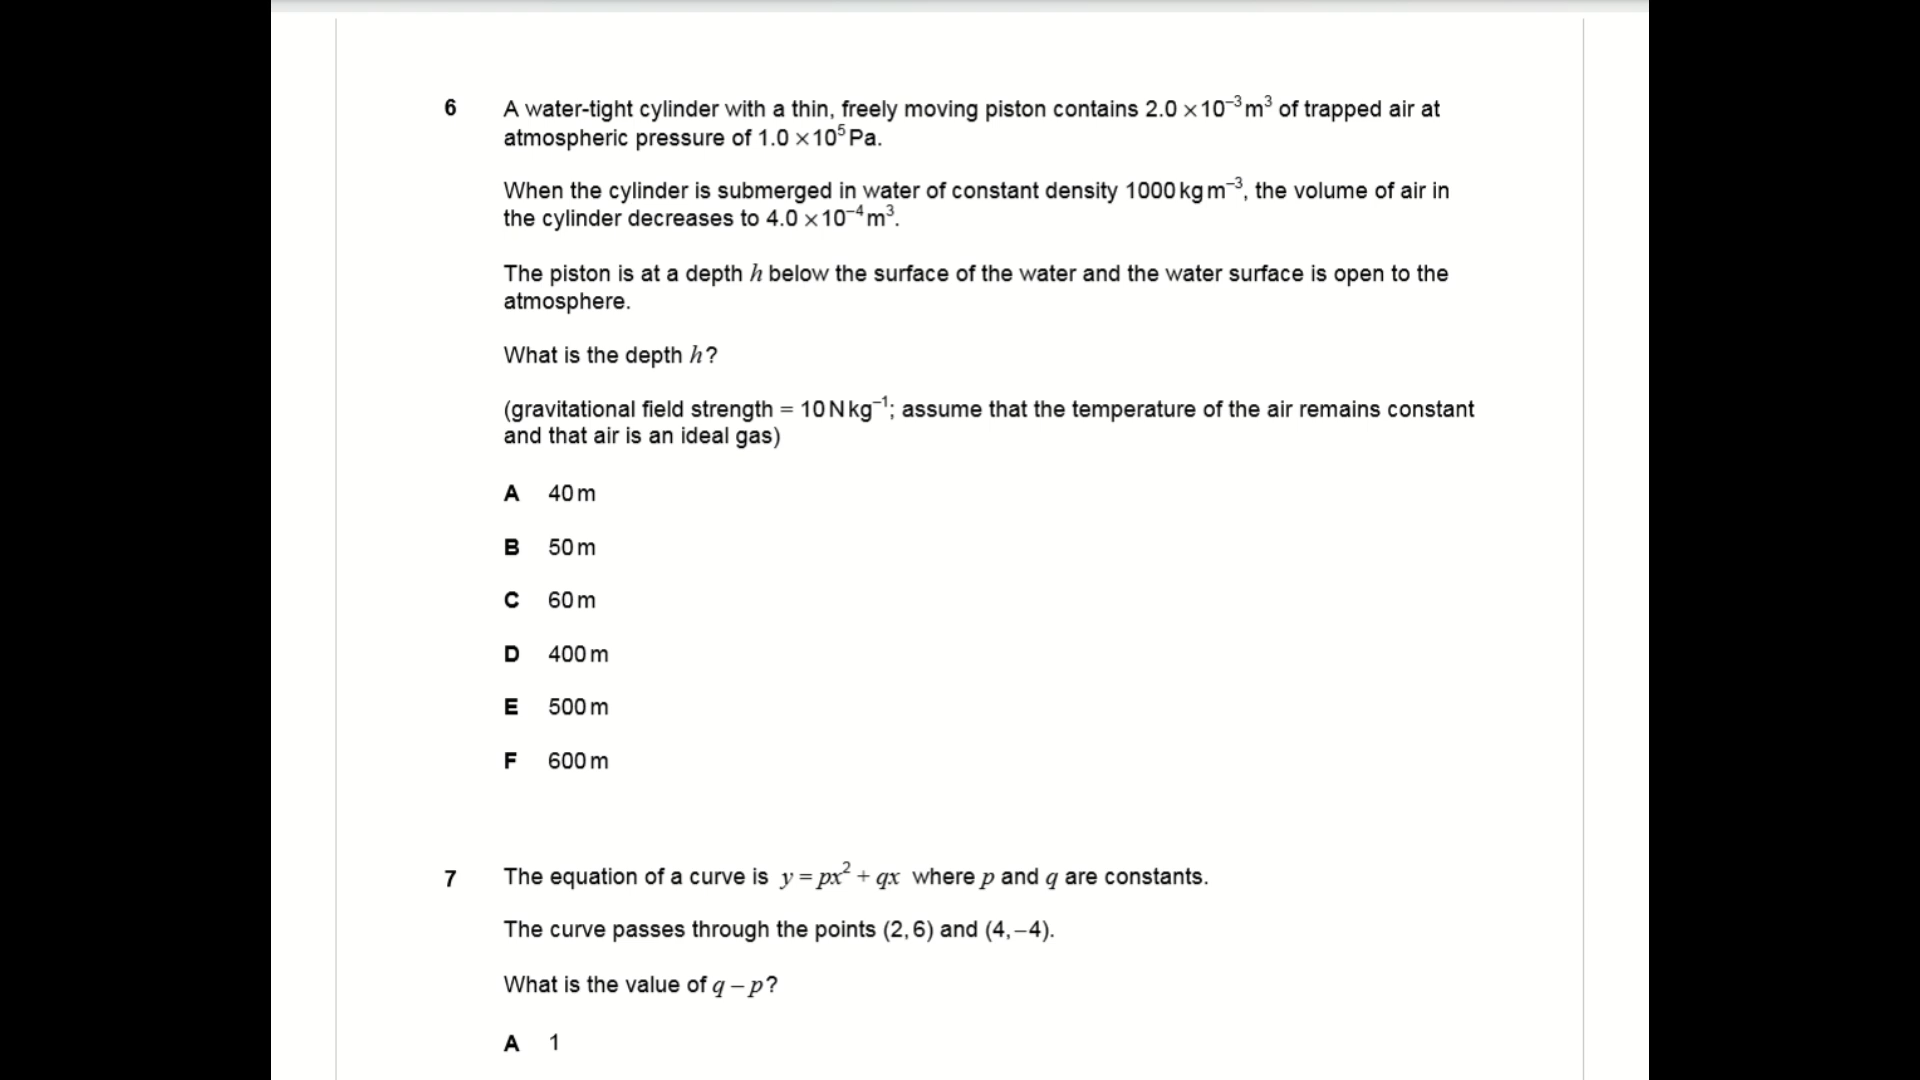 6 A water-tight cylinder with a thin, freely moving piston contains 2.0 ×10⁻³ m³ of trapped air at
atmospheric pressure of 1.0 ×10⁵ Pa.
When the cylinder is submerged in water of constant density 1000 kg m⁻³, the volume of air in
the cylinder decreases to 4.0 ×10⁻⁴ m³.
The piston is at a depth h below the surface of the water and the water surface is open to the
atmosphere.
What is the depth h?
(gravitational field strength = 10 N kg⁻¹; assume that the temperature of the air remains constant
and that air is an ideal gas)
A 40 m
B 50 m
C 60 m
D 400 m
E 500 m
F 600 m
7 The equation of a curve is y = px² + qx where p and q are constants.
The curve passes through the points (2, 6) and (4, −4).
What is the value of q − p?
A 1